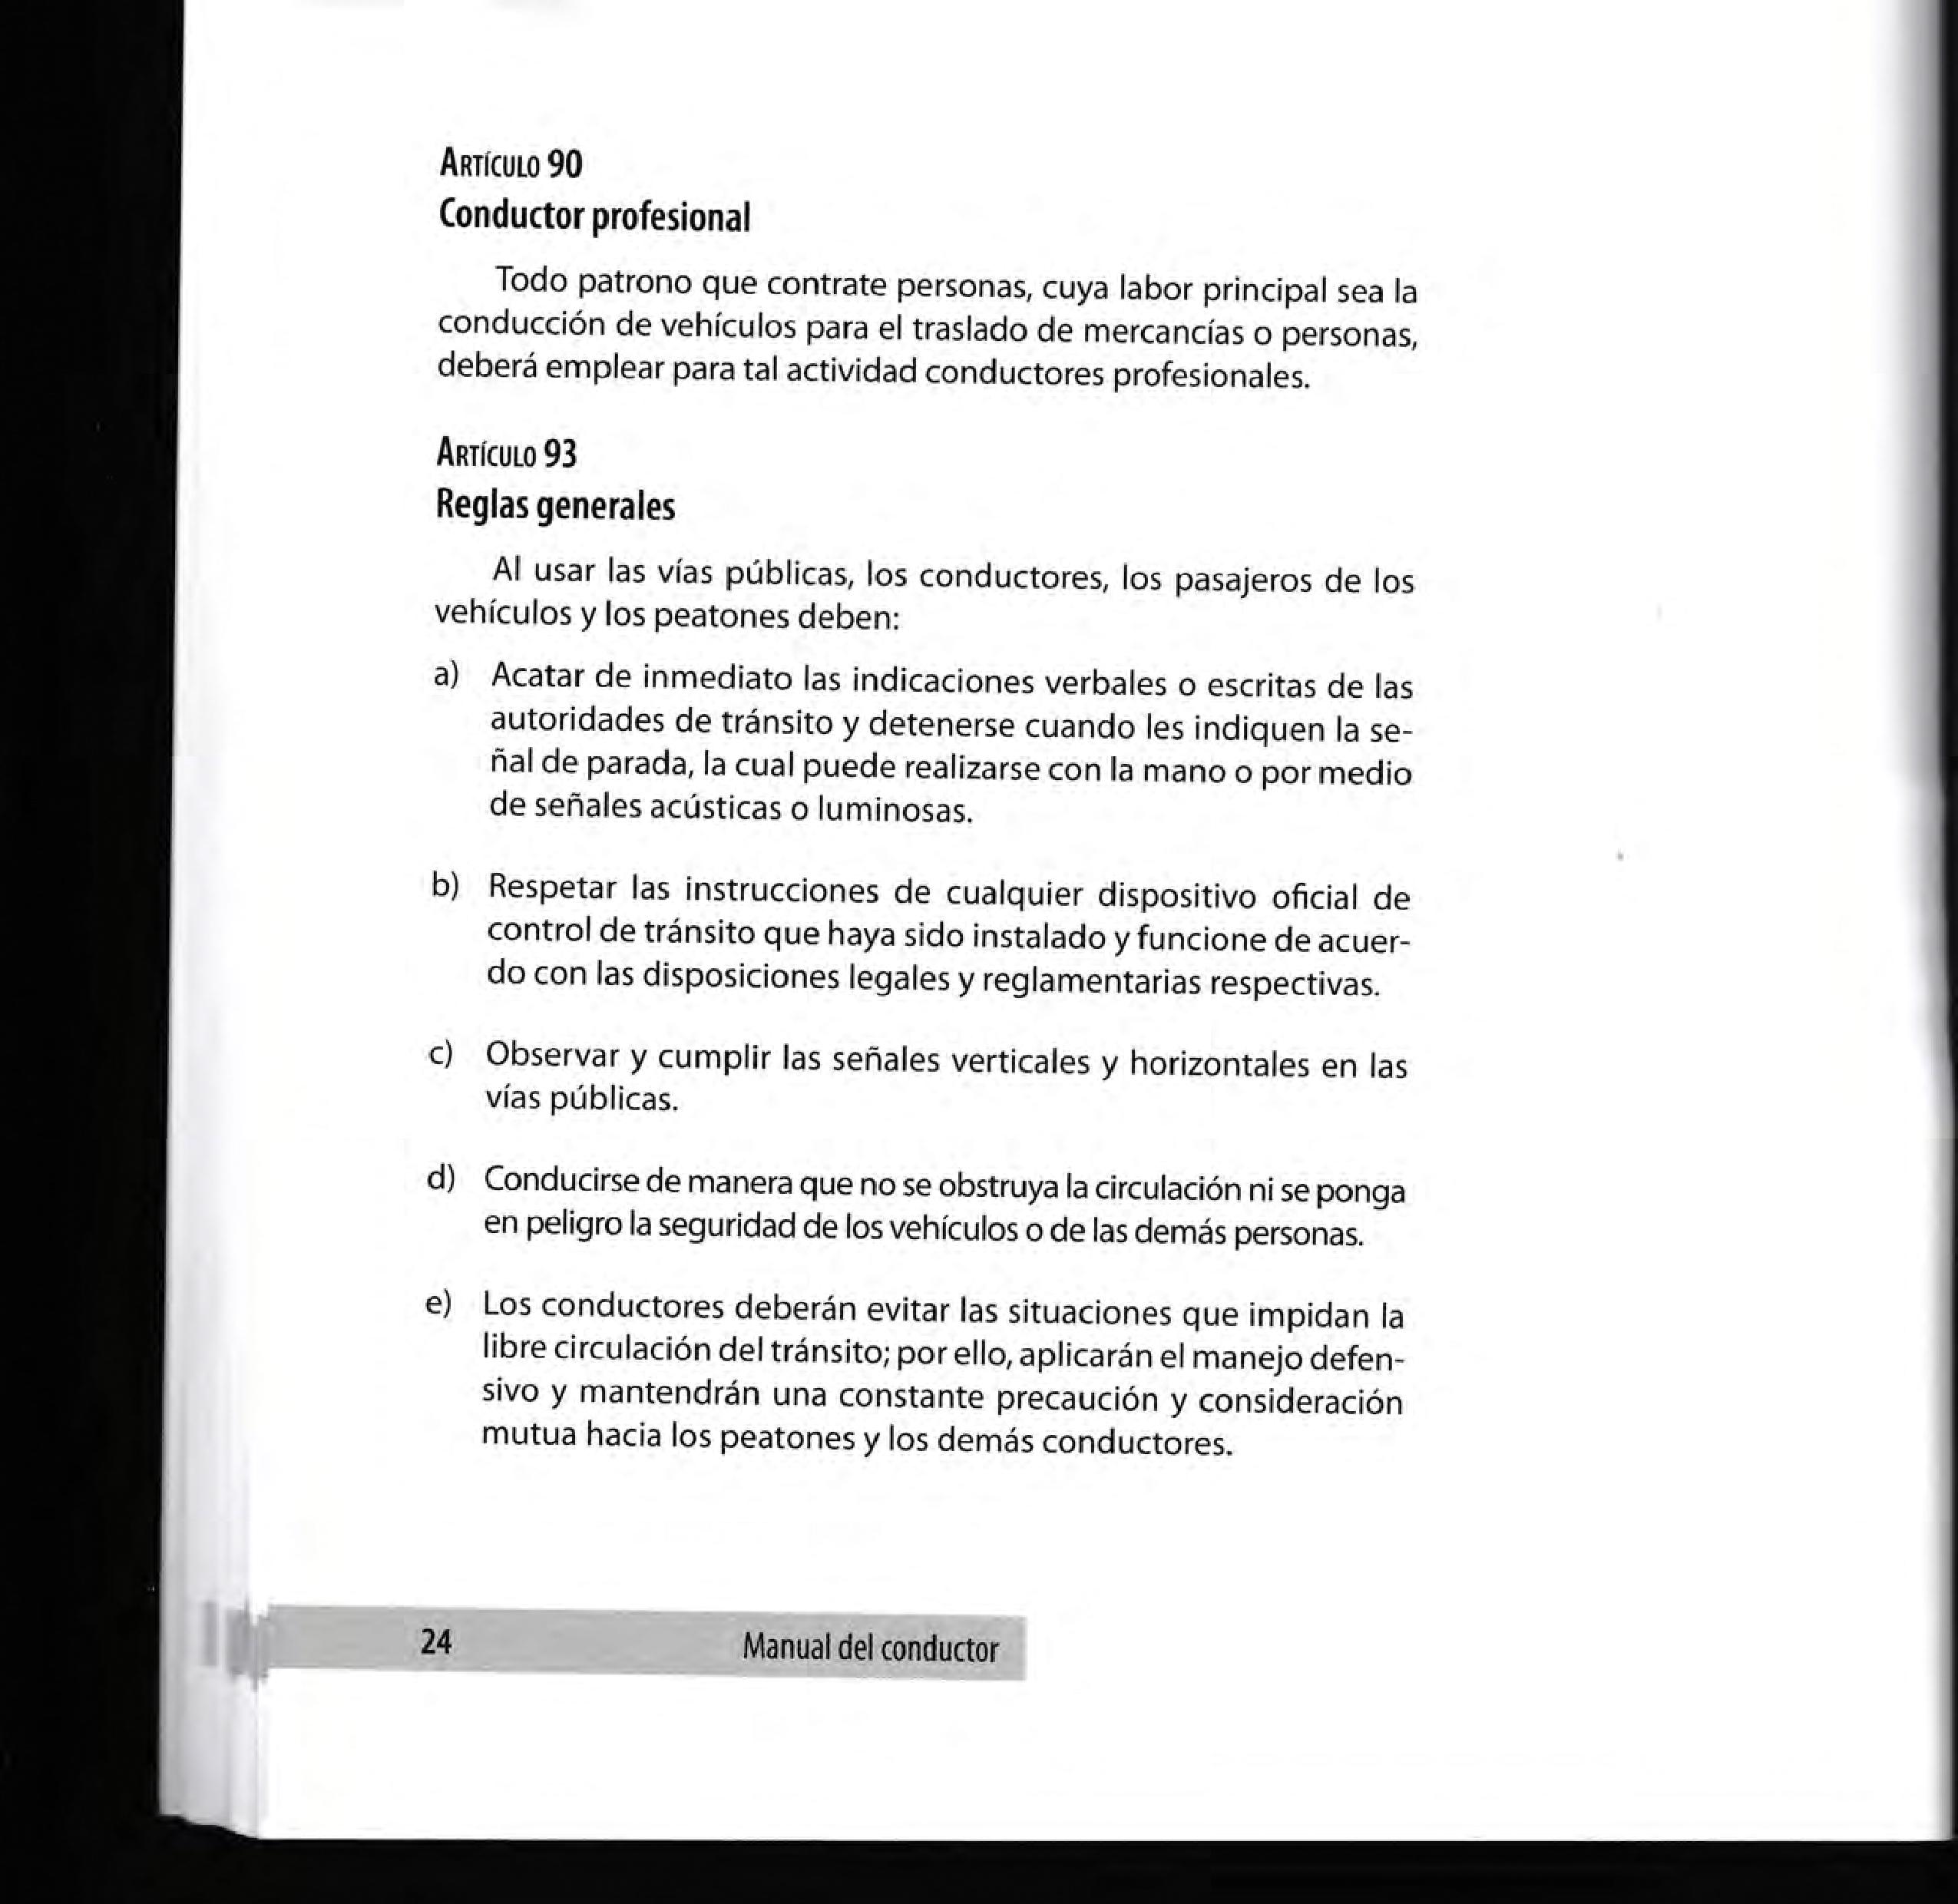 Artículo 90
Conductor profesional
Todo patrono que contrate personas, cuya labor principal sea la
conducción de vehículos para el traslado de mercancías o personas,
deberá emplear para tal actividad conductores profesionales.
Artículo 93
Reglas generales
Al usar las vías públicas, los conductores, los pasajeros de los
vehículos y los peatones deben:
a) Acatar de inmediato las indicaciones verbales o escritas de las
autoridades de tránsito y detenerse cuando les indiquen la se-
ñal de parada, la cual puede realizarse con la mano o por medio
de señales acústicas o luminosas.
b) Respetar las instrucciones de cualquier dispositivo oficial de
control de tránsito que haya sido instalado y funcione de acuer-
do con las disposiciones legales y reglamentarias respectivas.
c) Observar y cumplir las señales verticales y horizontales en las
vías públicas.
d) Conducirse de manera que no se obstruya la circulación ni se ponga
en peligro la seguridad de los vehículos o de las demás personas.
e) Los conductores deberán evitar las situaciones que impidan la
libre circulación del tránsito; por ello, aplicarán el manejo defen-
sivo y mantendrán una constante precaución y consideración
mutua hacia los peatones y los demás conductores.
24 Manual del conductor